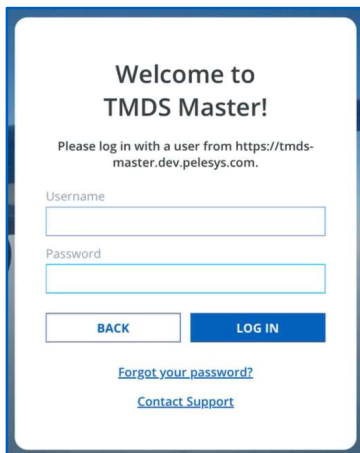 Welcome to
TMDS Master!
Please log in with a user from https://tmds-
master.dev.pelesys.com.
Username
Password
BACK LOG IN
Forgot your password?
Contact Support